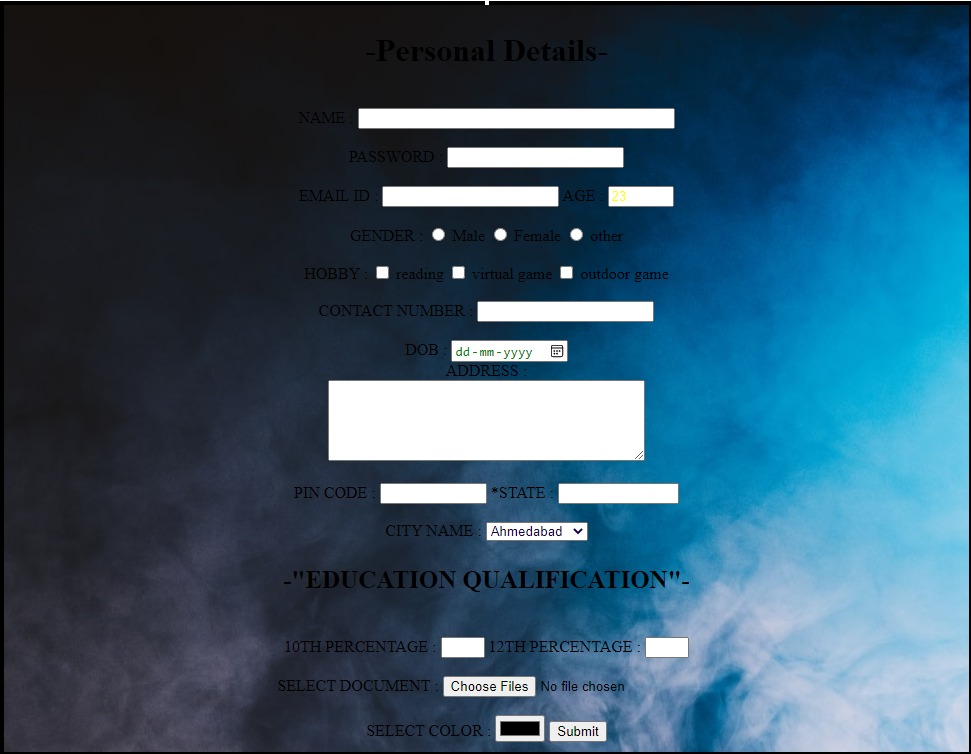 -Personal Details-
NAME :
PASSWORD :
EMAIL ID : AGE : 23
GENDER : Male Female other
HOBBY : reading virtual game outdoor game
CONTACT NUMBER :
DOB : dd-mm-yyyy
ADDRESS :
PIN CODE : *STATE :
CITY NAME : Ahmedabad
-"EDUCATION QUALIFICATION"-
10TH PERCENTAGE : 12TH PERCENTAGE :
SELECT DOCUMENT : Choose Files No file chosen
SELECT COLOR : Submit